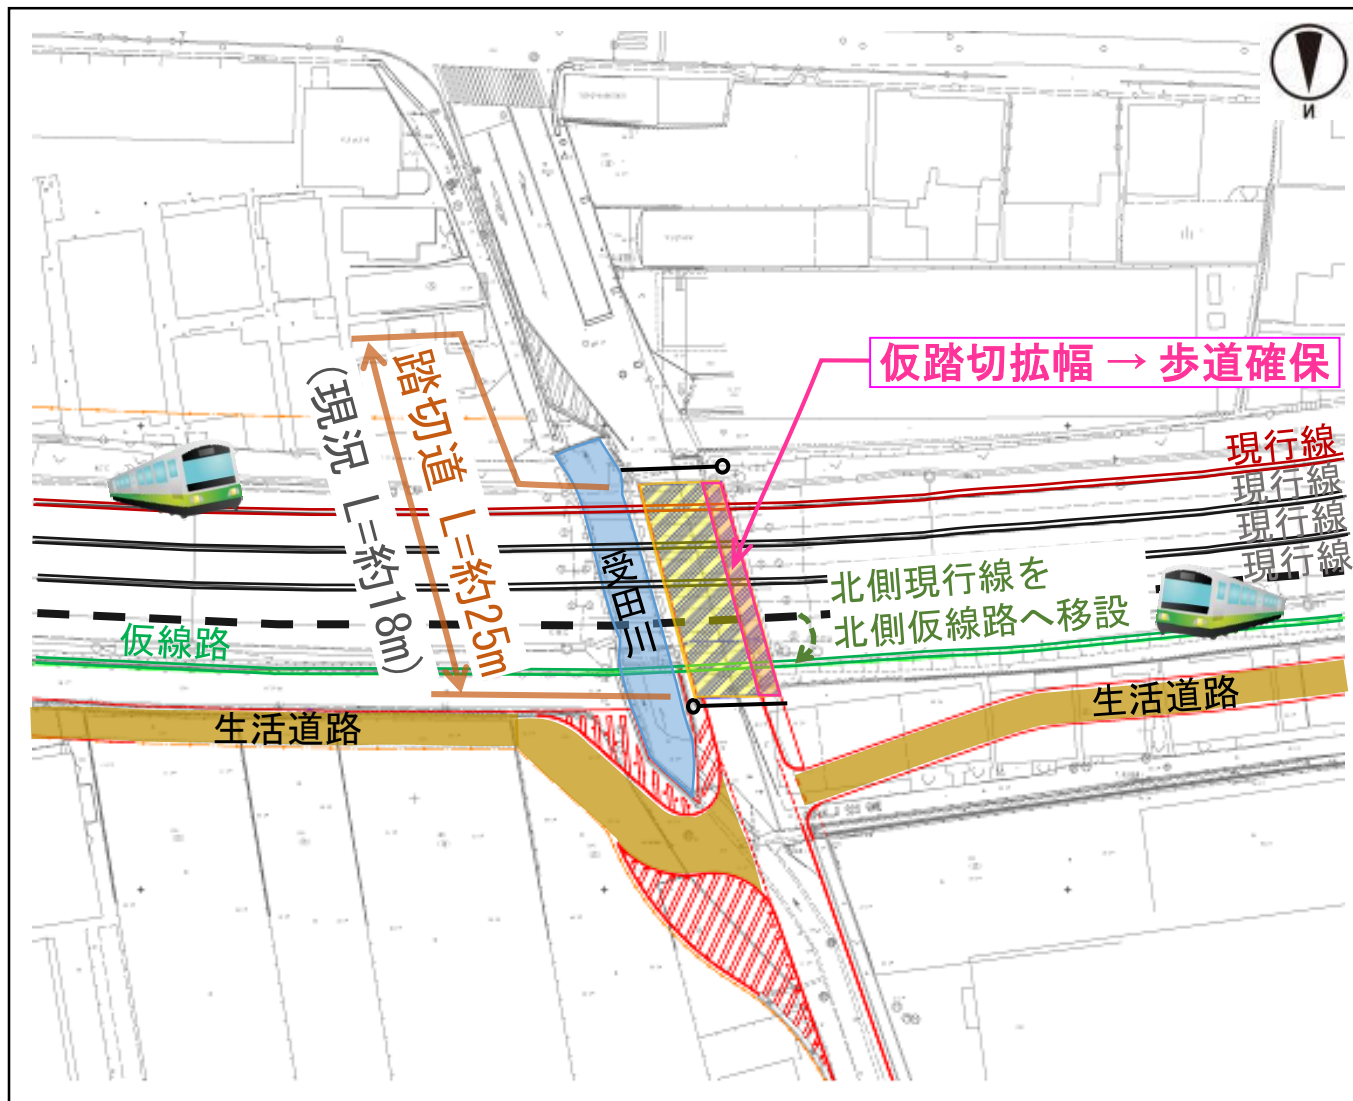 N
仮踏切拡幅 → 歩道確保
踏切道 L=約25m
(現況 L=約18m)
現行線
現行線
現行線
現行線
受田川
北側現行線を
北側仮線路へ移設
仮線路
生活道路
生活道路